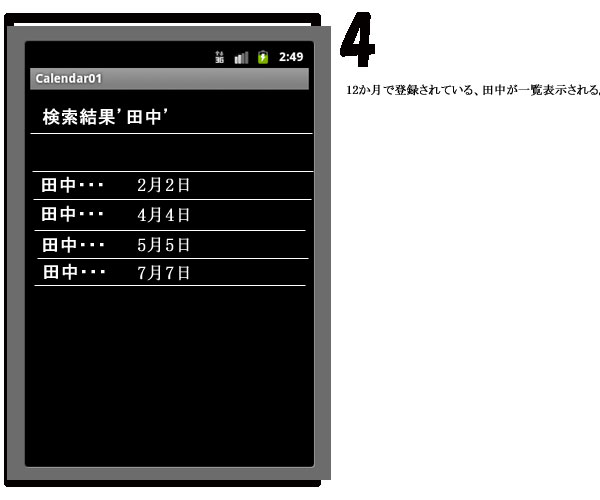 3G 2:49
Calendar01
検索結果’田中’
田中・・・ 2月2日
田中・・・ 4月4日
田中・・・ 5月5日
田中・・・ 7月7日
4
12か月で登録されている、田中が一覧表示される。